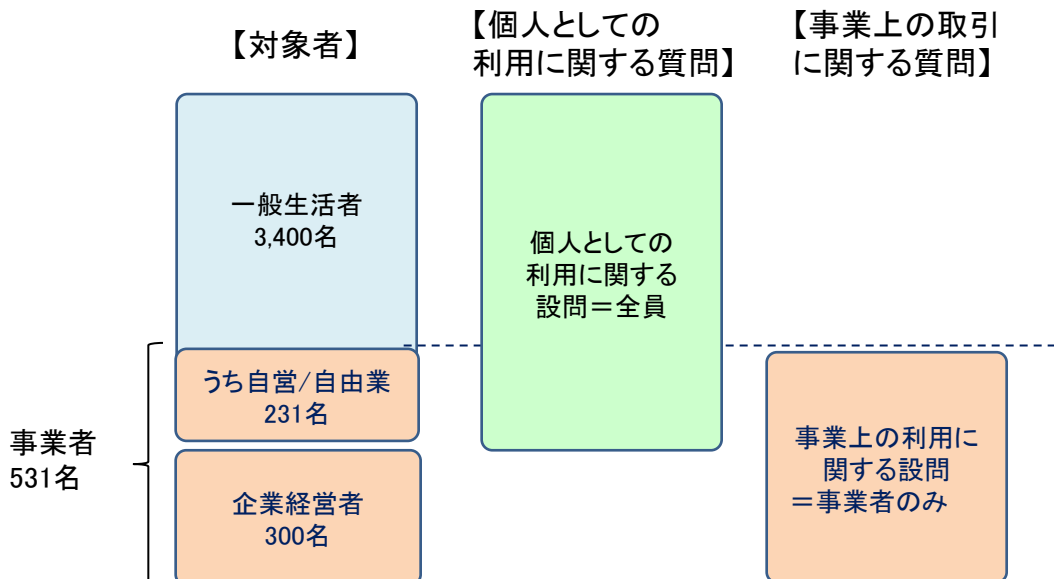 【対象者】
【個人としての
利用に関する質問】
【事業上の取引
に関する質問】
一般生活者
3,400名
個人としての
利用に関する
設問＝全員
うち自営/自由業
231名
事業者
531名
企業経営者
300名
事業上の利用に
関する設問
＝事業者のみ